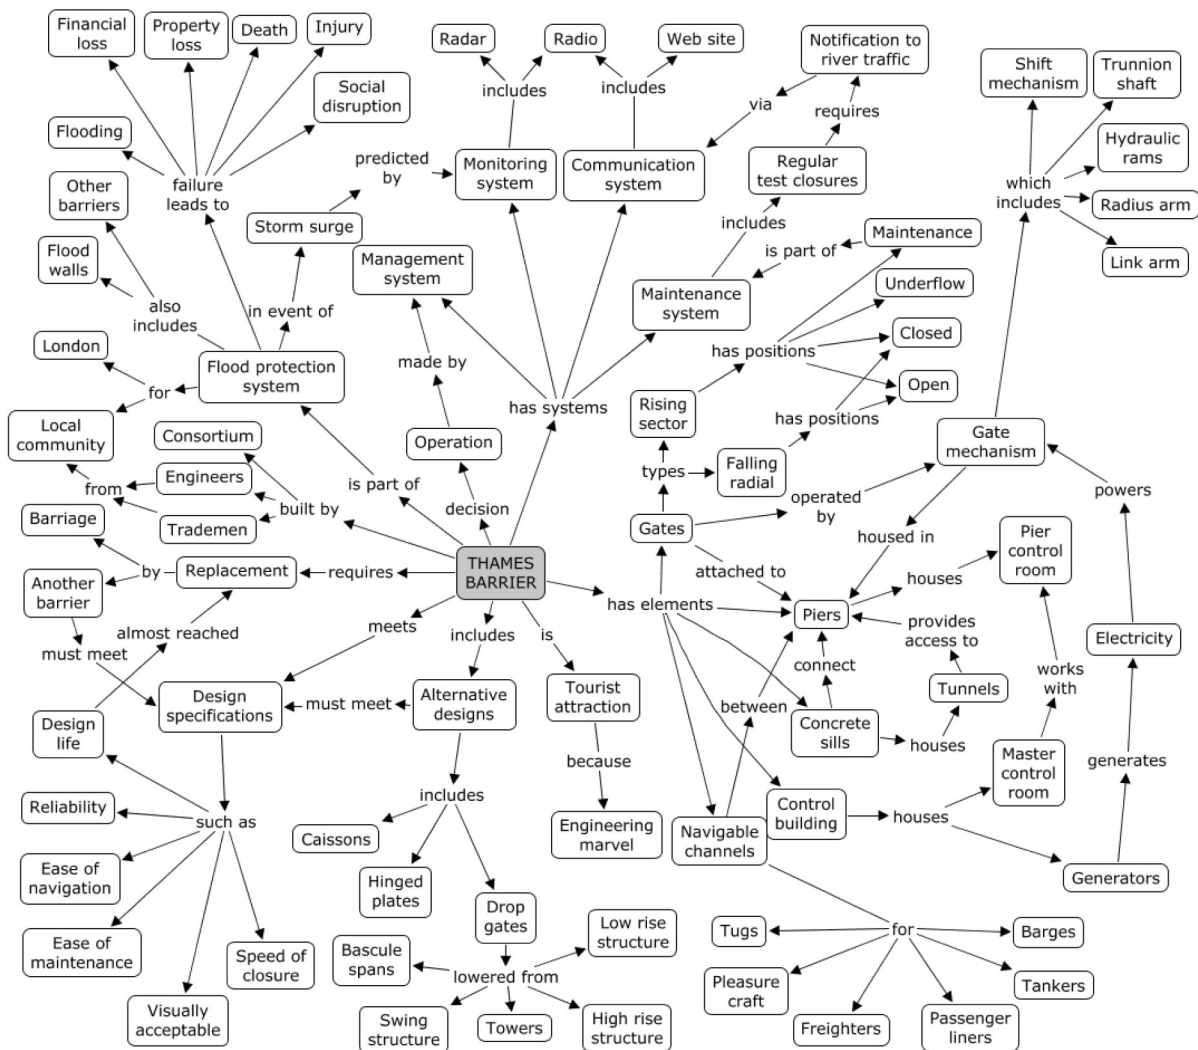 Financial
loss
Property
loss
Death
Injury
Social
disruption
Flooding
failure
leads to
Other
barriers
Flood
walls
also
includes
London
for
Local
community
Flood protection
system
in event of
Storm surge
predicted
by
Radar
Radio
Web site
includes
includes
Monitoring
system
Communication
system
Notification to
river traffic
via
requires
Regular
test closures
includes
Management
system
Maintenance
system
is part of
Maintenance
Underflow
Closed
Open
has positions
has positions
Shift
mechanism
Trunnion
shaft
Hydraulic
rams
Radius arm
Link arm
which
includes
made by
Operation
decision
has systems
is part of
Consortium
Engineers
Trademen
from
built by
Rising
sector
types
Falling
radial
Gates
operated
by
Gate
mechanism
powers
housed in
attached to
Barriage
by
Replacement
requires
THAMES
BARRIER
Another
barrier
almost reached
must meet
meets
includes
is
has elements
Piers
houses
Pier
control
room
provides
access to
Electricity
connect
Tunnels
works
with
Design
life
Design
specifications
must meet
Alternative
designs
Tourist
attraction
between
Concrete
sills
houses
Master
control
room
generates
because
Reliability
such as
includes
Caissons
Engineering
marvel
Navigable
channels
Control
building
houses
Generators
Ease of
navigation
Hinged
plates
Drop
gates
Low rise
structure
Ease of
maintenance
Speed of
closure
Visually
acceptable
Bascule
spans
lowered from
Swing
structure
Towers
High rise
structure
Tugs
for
Barges
Pleasure
craft
Tankers
Freighters
Passenger
liners